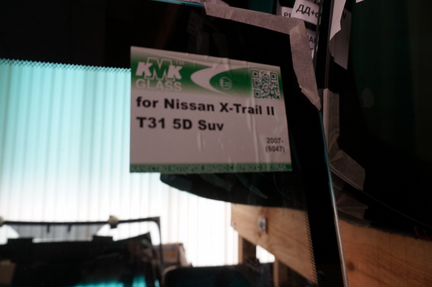 KMK
GLASS
for Nissan X-Trail II
T31 5D Suv
2007-
(5047)